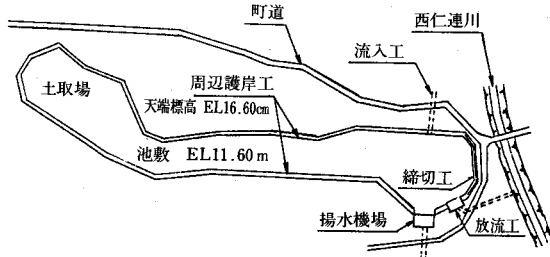 町道
西仁連川
流入工
周辺護岸工
土取場
天端標高 EL16.60cm
池敷 EL11.60m
締切工
揚水機場
放流工